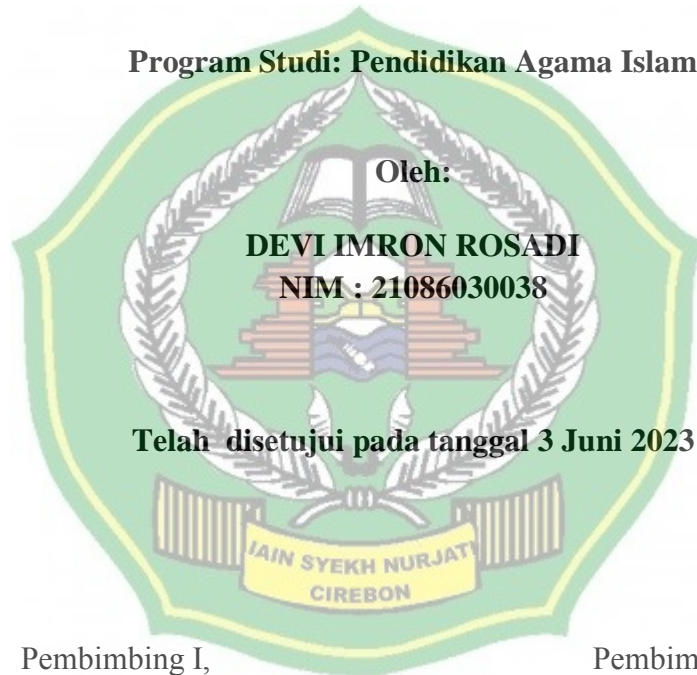 Program Studi: Pendidikan Agama Islam
Oleh:
DEVI IMRON ROSADI
NIM : 21086030038
Telah disetujui pada tanggal 3 Juni 2023
IAIN SYEKH NURJATI
CIREBON
Pembimbing I, Pembim